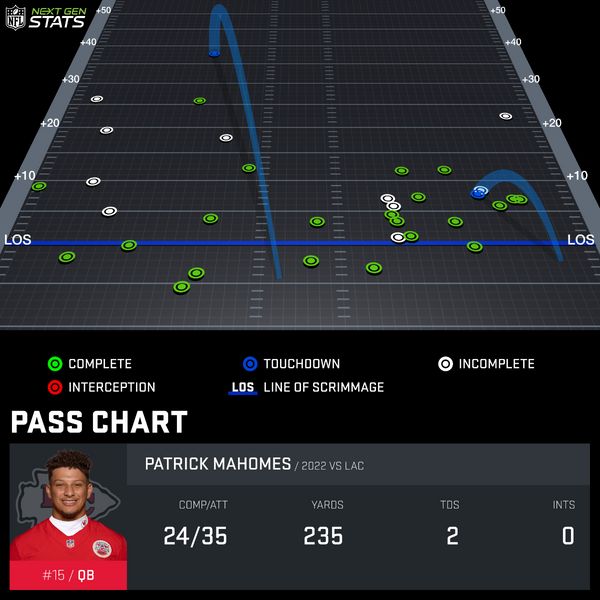 NFL NEXT GEN STATS
+50 +50
+40 +40
+30 +30
+20 +20
+10 +10
LOS LOS
COMPLETE TOUCHDOWN INCOMPLETE
INTERCEPTION LOS LINE OF SCRIMMAGE
PASS CHART
PATRICK MAHOMES / 2022 VS LAC
COMP/ATT YARDS TDS INTS
24/35 235 2 0
#15 / QB